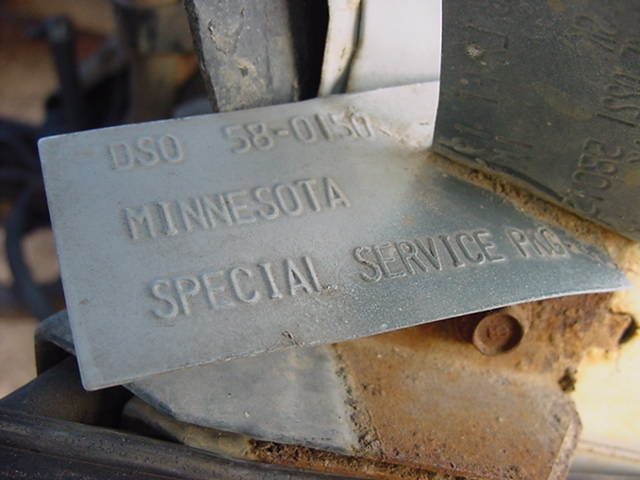 DSO 58-0150
MINNESOTA
SPECIAL SERVICE PKG